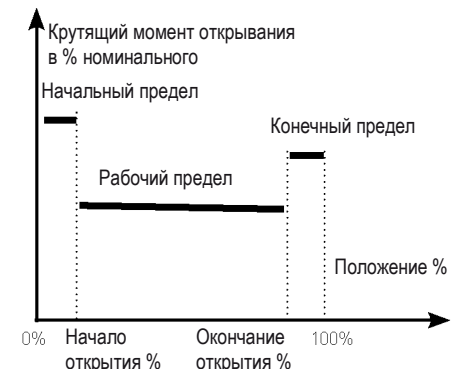 Крутящий момент открывания
в % номинального
Начальный предел
Конечный предел
Рабочий предел
Положение %
0% Начало Окончание 100%
открытия % открытия %